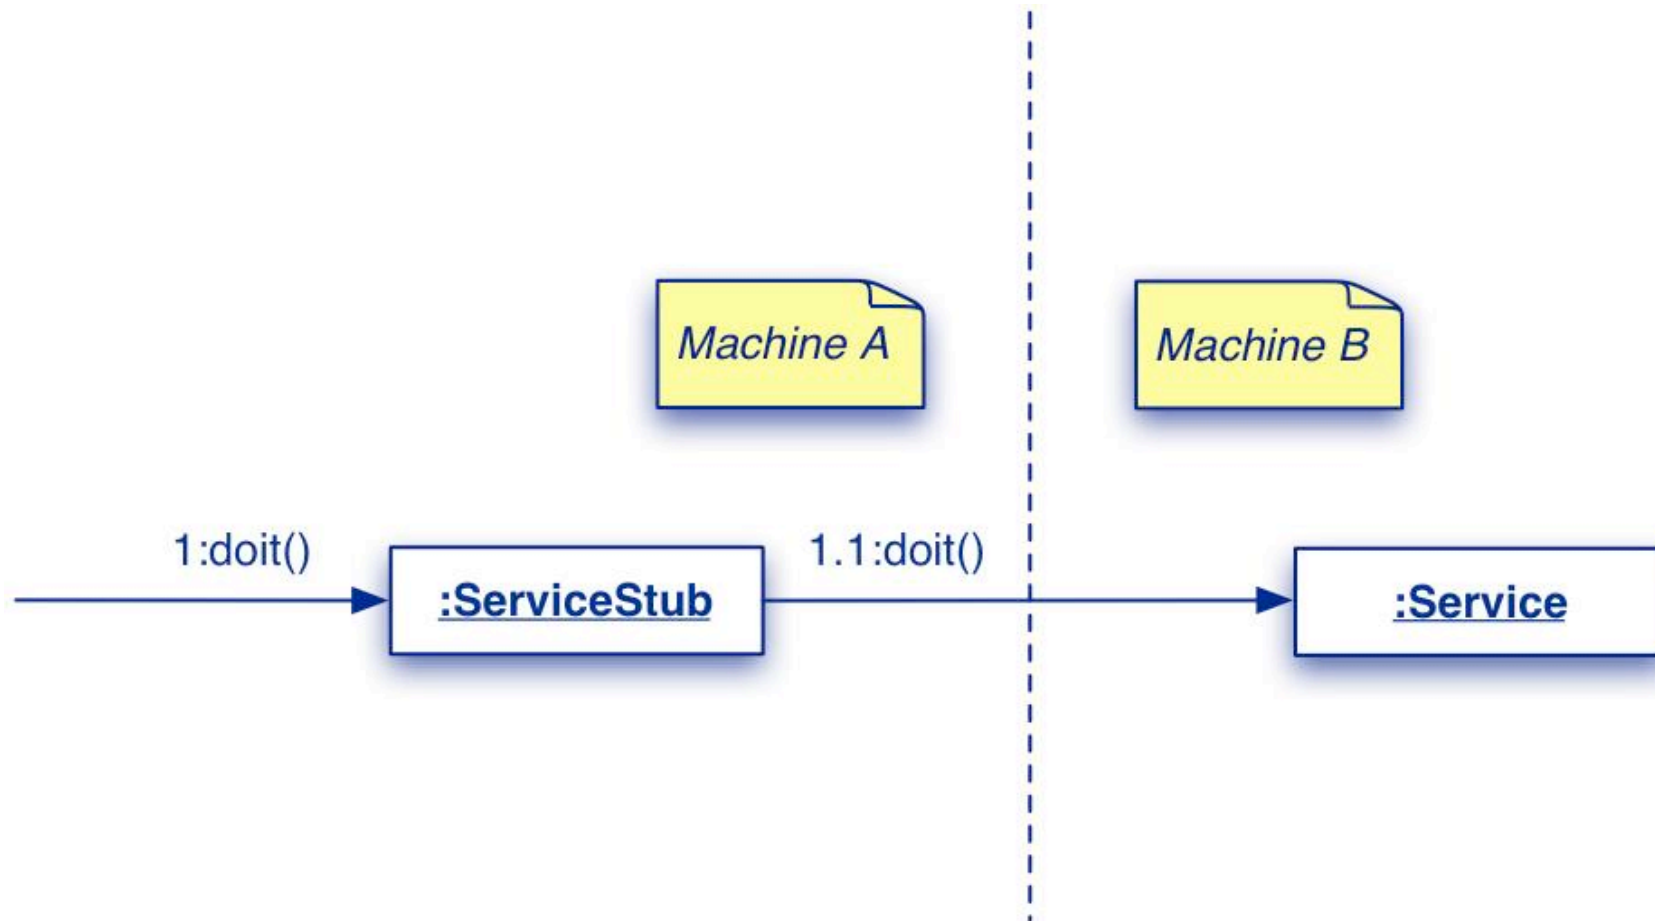 Machine A
Machine B
1:doit()
:ServiceStub
1.1:doit()
:Service